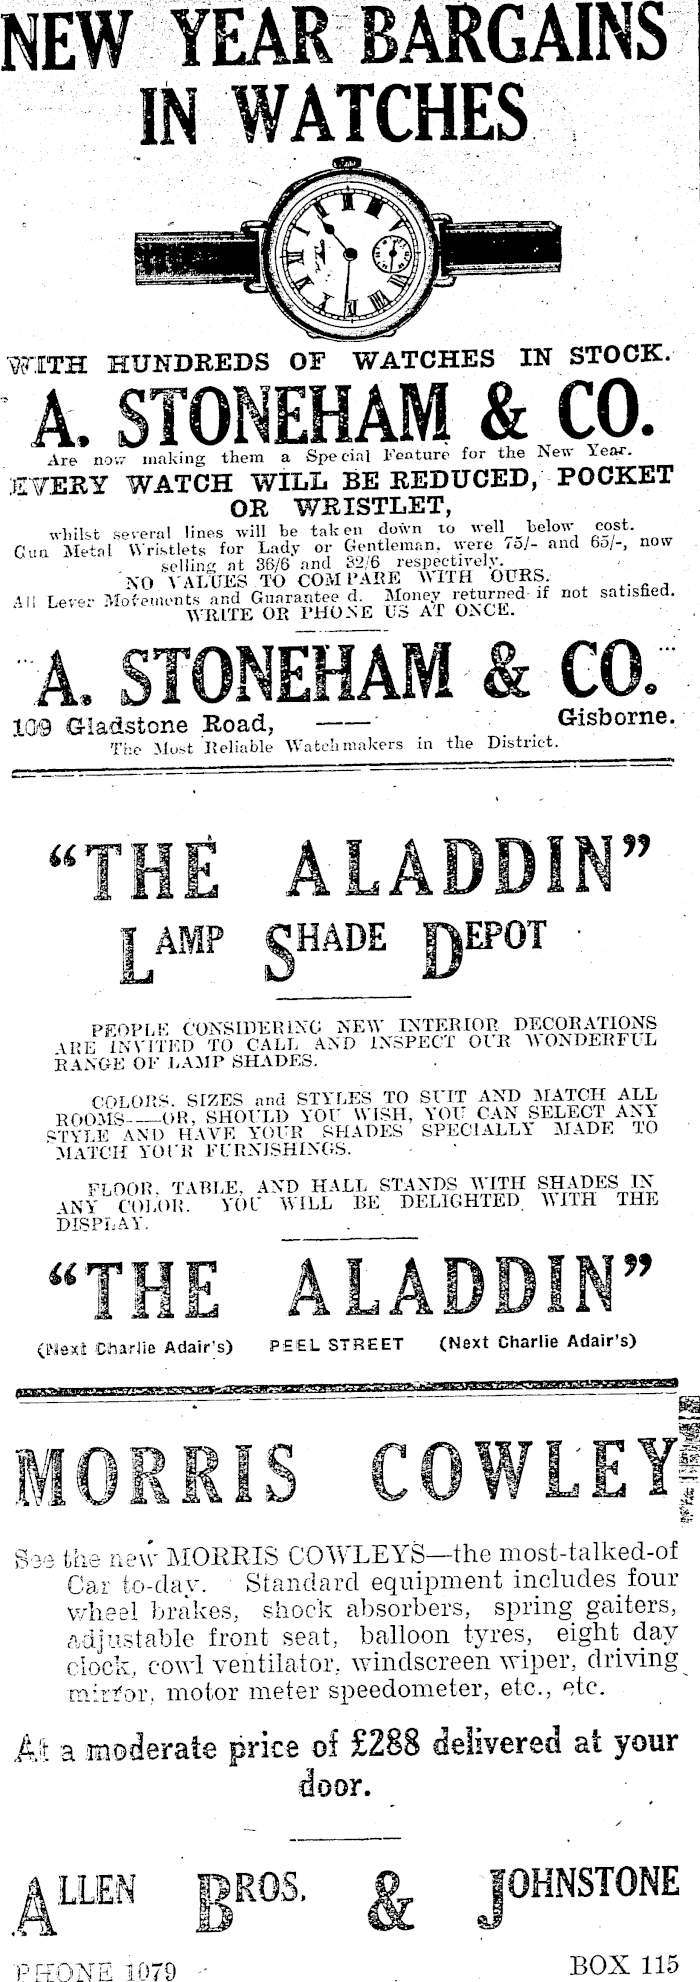 NEW YEAR BARGAINS
IN WATCHES
WITH HUNDREDS OF WATCHES IN STOCK.
A. STONEHAM & CO.
Are now making them a Special Feature for the New Year.
EVERY WATCH WILL BE REDUCED, POCKET
OR WRISTLET,
whilst several lines will be taken down to well below cost.
Gun Metal Wristlets for Lady or Gentleman, were 75/- and 65/-, now
selling at 36/6 and 32/6 respectively.
NO VALUES TO COMPARE WITH OURS.
All Lever Movements and Guaranteed. Money returned if not satisfied.
WRITE OR PHONE US AT ONCE.
A. STONEHAM & CO.
109 Gladstone Road, —— Gisborne.
The Most Reliable Watchmakers in the District.
"THE ALADDIN"
LAMP SHADE DEPOT
PEOPLE CONSIDERING NEW INTERIOR DECORATIONS
ARE INVITED TO CALL AND INSPECT OUR WONDERFUL
RANGE OF LAMP SHADES.
COLORS, SIZES and STYLES TO SUIT AND MATCH ALL
ROOMS——OR, SHOULD YOU WISH, YOU CAN SELECT ANY
STYLE AND HAVE YOUR SHADES SPECIALLY MADE TO
MATCH YOUR FURNISHINGS.
FLOOR, TABLE, AND HALL STANDS WITH SHADES IN
ANY COLOR. YOU WILL BE DELIGHTED WITH THE
DISPLAY.
"THE ALADDIN"
(Next Charlie Adair's) PEEL STREET (Next Charlie Adair's)
MORRIS COWLEY
See the new MORRIS COWLEYS—the most-talked-of
Car to-day. Standard equipment includes four
wheel brakes, shock absorbers, spring gaiters,
adjustable front seat, balloon tyres, eight day
clock, cowl ventilator, windscreen wiper, driving
mirror, motor meter speedometer, etc., etc.
At a moderate price of £288 delivered at your
door.
ALLEN BROS. & JOHNSTONE
PHONE 1079 BOX 115